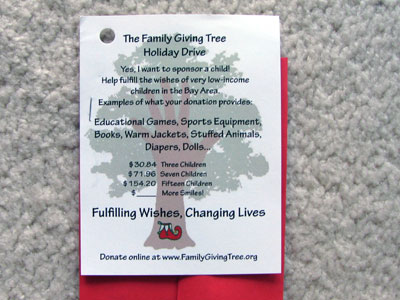 The Family Giving Tree
Holiday Drive
Yes, I want to sponsor a child!
Help fulfill the wishes of very low-income
children in the Bay Area.
Examples of what your donation provides:
Educational Games, Sports Equipment,
Books, Warm Jackets, Stuffed Animals,
Diapers, Dolls...
$30.84 Three Children
$71.96 Seven Children
$154.20 Fifteen Children
$____ More Smiles!
Fulfilling Wishes, Changing Lives
Donate online at www.FamilyGivingTree.org